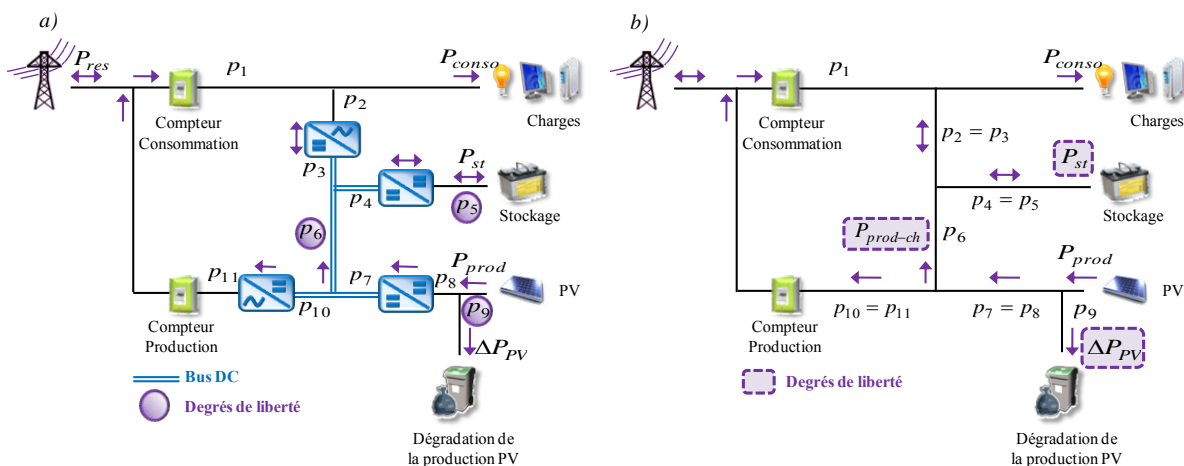 a)
P_res
p_1
P_conso
Compteur
Consommation
p_2
Charges
p_3
P_st
p_4
p_5
Stockage
p_6
P_prod
p_7
p_8
p_11
PV
p_10
p_9
Compteur
Production
ΔP_PV
Bus DC
Degrés de liberté
Dégradation de
la production PV
b)
p_1
P_conso
Compteur
Consommation
Charges
p_2 = p_3
P_st
p_4 = p_5
Stockage
P_prod–ch
p_6
P_prod
PV
p_10 = p_11
p_7 = p_8
p_9
Compteur
Production
ΔP_PV
Degrés de liberté
Dégradation de
la production PV